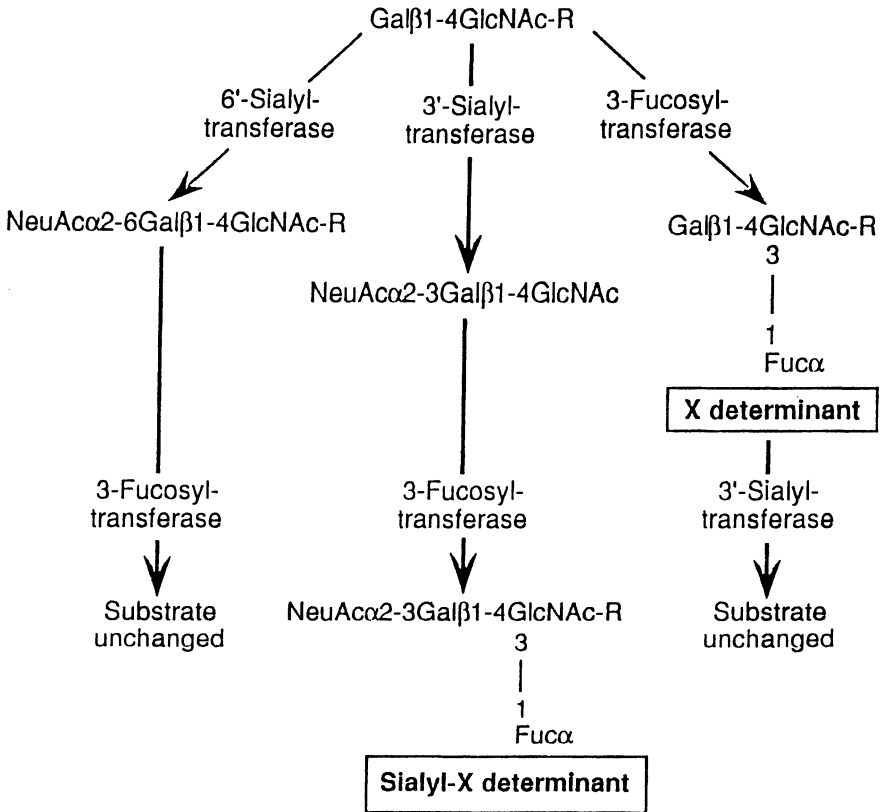 Galβ1-4GlcNAc-R
6'-Sialyl-
transferase
3'-Sialyl-
transferase
3-Fucosyl-
transferase
NeuAcα2-6Galβ1-4GlcNAc-R
Galβ1-4GlcNAc-R
3
1
Fucα
X determinant
NeuAcα2-3Galβ1-4GlcNAc
3-Fucosyl-
transferase
3-Fucosyl-
transferase
3'-Sialyl-
transferase
Substrate
unchanged
NeuAcα2-3Galβ1-4GlcNAc-R
3
1
Fucα
Sialyl-X determinant
Substrate
unchanged